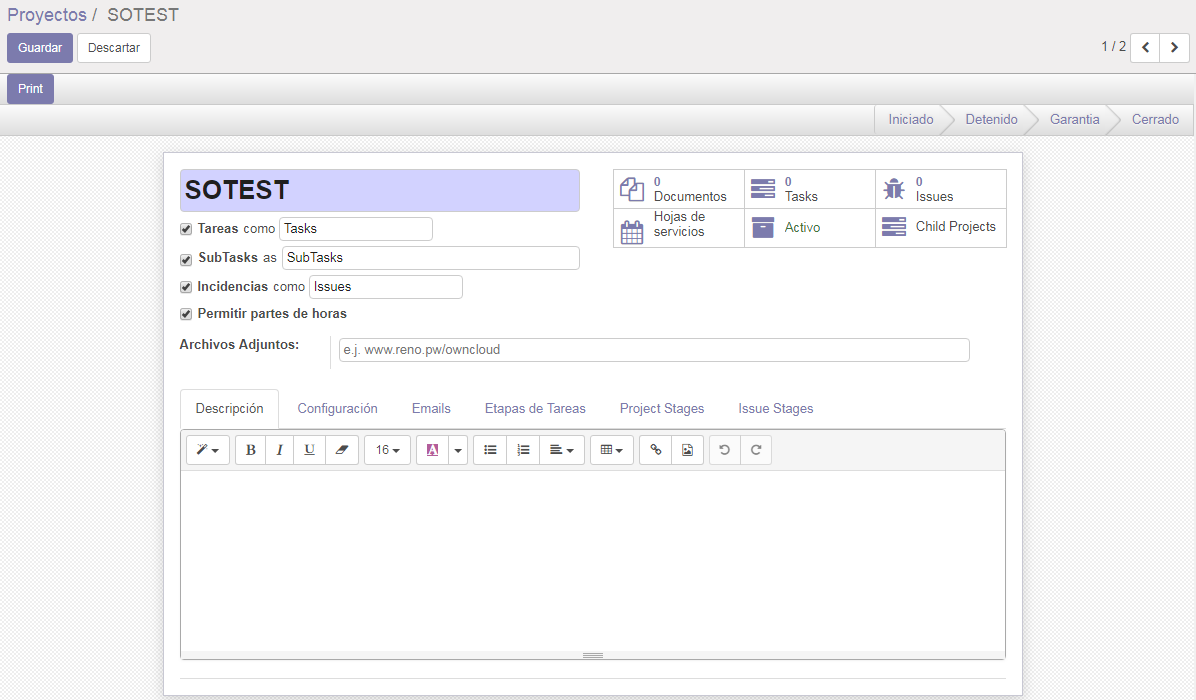 Proyectos / SOTEST
Guardar Descartar 1 / 2
Print
Iniciado Detenido Garantia Cerrado
SOTEST
0 Documentos
0 Tasks
0 Issues
Hojas de servicios
Activo
Child Projects
Tareas como Tasks
SubTasks as SubTasks
Incidencias como Issues
Permitir partes de horas
Archivos Adjuntos: e.j. www.reno.pw/owncloud
Descripción Configuración Emails Etapas de Tareas Project Stages Issue Stages
B I U 16 A